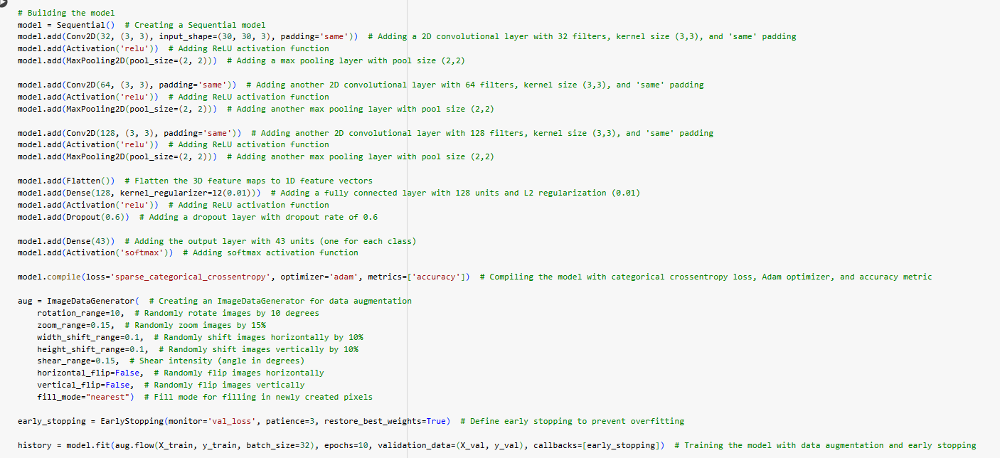 # Building the model
model = Sequential()  # Creating a Sequential model
model.add(Conv2D(32, (3, 3), input_shape=(30, 30, 3), padding='same'))  # Adding a 2D convolutional layer with 32 filters, kernel size (3,3), and 'same' padding
model.add(Activation('relu'))  # Adding ReLU activation function
model.add(MaxPooling2D(pool_size=(2, 2)))  # Adding a max pooling layer with pool size (2,2)

model.add(Conv2D(64, (3, 3), padding='same'))  # Adding another 2D convolutional layer with 64 filters, kernel size (3,3), and 'same' padding
model.add(Activation('relu'))  # Adding ReLU activation function
model.add(MaxPooling2D(pool_size=(2, 2)))  # Adding another max pooling layer with pool size (2,2)

model.add(Conv2D(128, (3, 3), padding='same'))  # Adding another 2D convolutional layer with 128 filters, kernel size (3,3), and 'same' padding
model.add(Activation('relu'))  # Adding ReLU activation function
model.add(MaxPooling2D(pool_size=(2, 2)))  # Adding another max pooling layer with pool size (2,2)

model.add(Flatten())  # Flatten the 3D feature maps to 1D feature vectors
model.add(Dense(128, kernel_regularizer=l2(0.01)))  # Adding a fully connected layer with 128 units and L2 regularization (0.01)
model.add(Activation('relu'))  # Adding ReLU activation function
model.add(Dropout(0.6))  # Adding a dropout layer with dropout rate of 0.6

model.add(Dense(43))  # Adding the output layer with 43 units (one for each class)
model.add(Activation('softmax'))  # Adding softmax activation function

model.compile(loss='sparse_categorical_crossentropy', optimizer='adam', metrics=['accuracy'])  # Compiling the model with categorical crossentropy loss, Adam optimizer, and accuracy metric

aug = ImageDataGenerator(  # Creating an ImageDataGenerator for data augmentation
    rotation_range=10,  # Randomly rotate images by 10 degrees
    zoom_range=0.15,  # Randomly zoom images by 15%
    width_shift_range=0.1,  # Randomly shift images horizontally by 10%
    height_shift_range=0.1,  # Randomly shift images vertically by 10%
    shear_range=0.15,  # Shear intensity (angle in degrees)
    horizontal_flip=False,  # Randomly flip images horizontally
    vertical_flip=False,  # Randomly flip images vertically
    fill_mode="nearest")  # Fill mode for filling in newly created pixels

early_stopping = EarlyStopping(monitor='val_loss', patience=3, restore_best_weights=True)  # Define early stopping to prevent overfitting

history = model.fit(aug.flow(X_train, y_train, batch_size=32), epochs=10, validation_data=(X_val, y_val), callbacks=[early_stopping])  # Training the model with data augmentation and early stopping